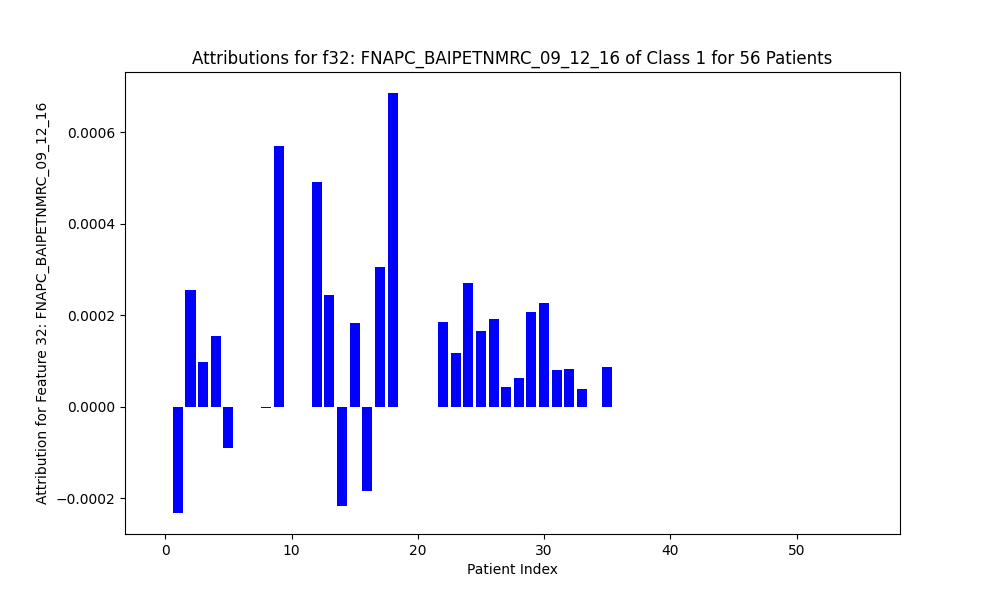 Attributions for f32: FNAPC_BAIPETNMRC_09_12_16 of Class 1 for 56 Patients
Attribution for Feature 32: FNAPC_BAIPETNMRC_09_12_16
0.0006
0.0004
0.0002
0.0000
−0.0002
0 10 20 30 40 50
Patient Index